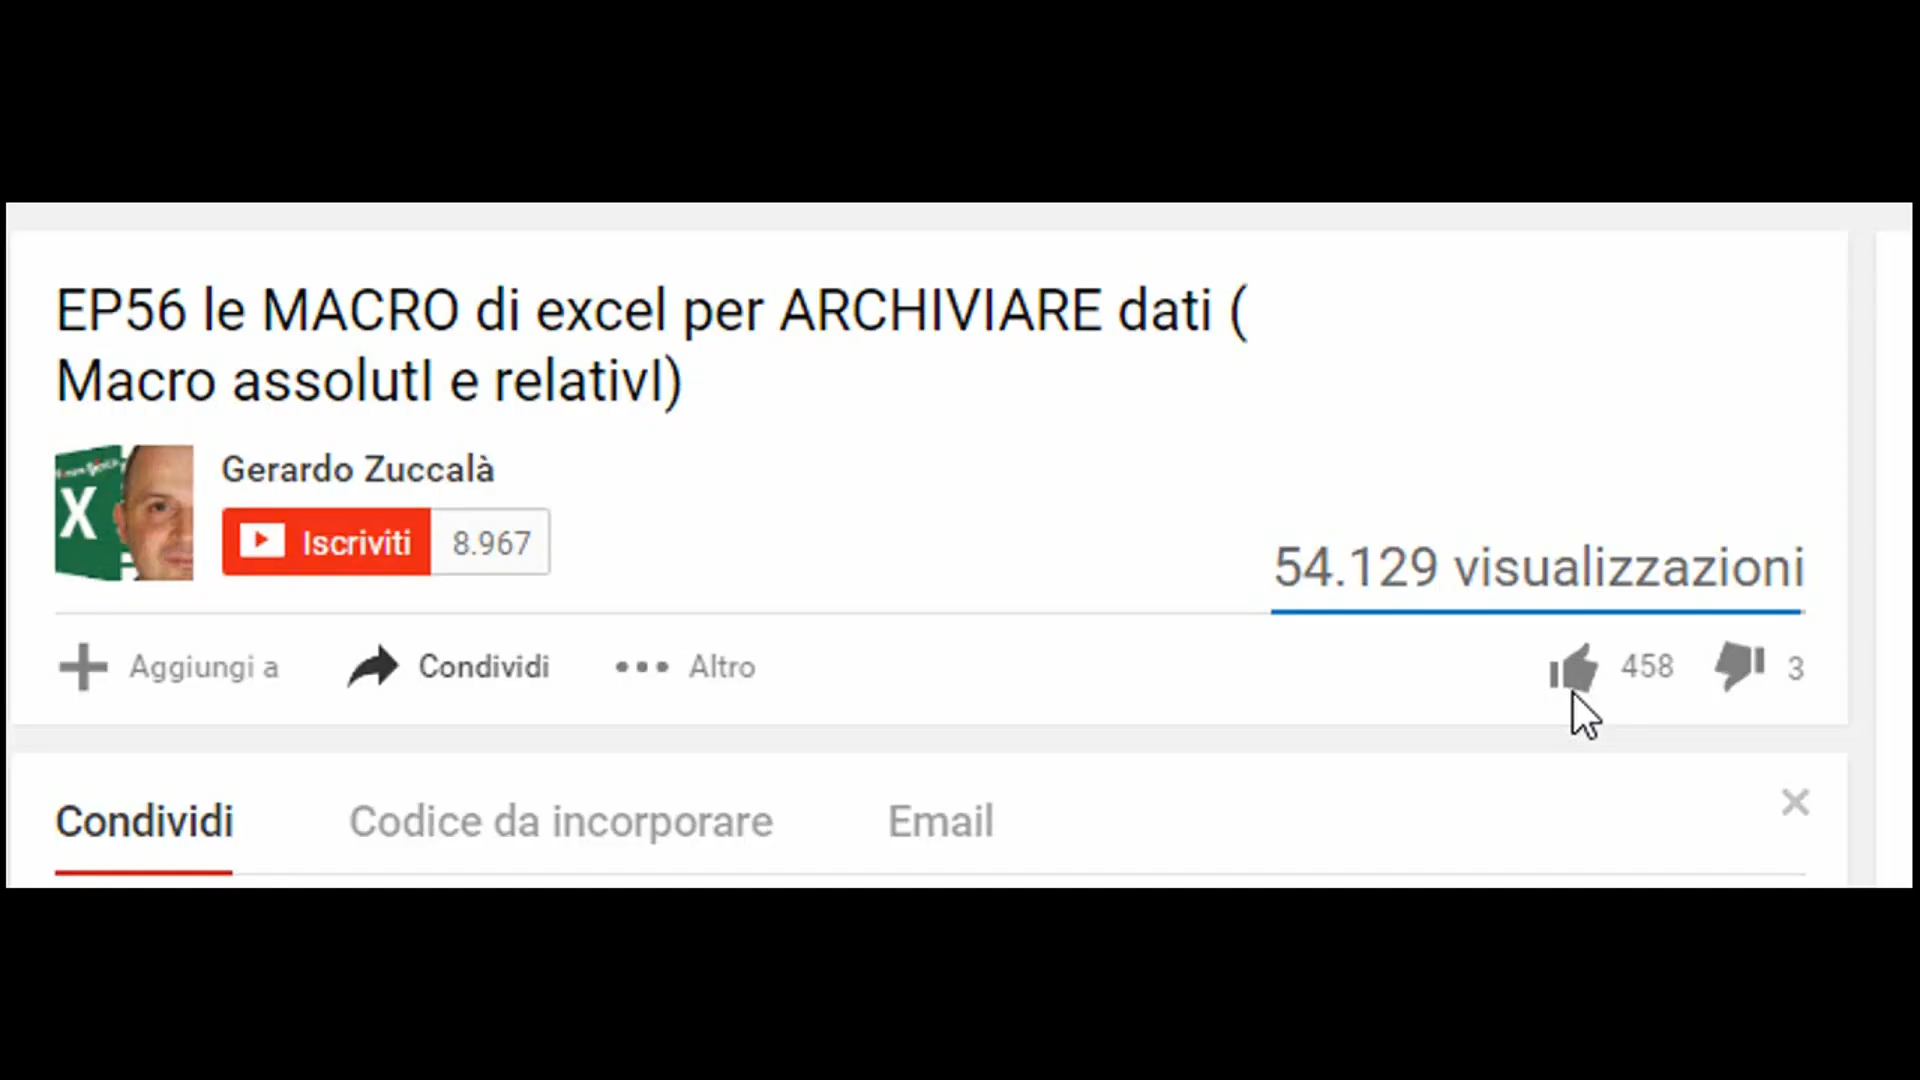 EP56 le MACRO di excel per ARCHIVIARE dati (
Macro assolutI e relativI)
X
Gerardo Zuccalà
Iscriviti 8.967
54.129 visualizzazioni
Aggiungi a Condividi Altro 458 3
Condividi Codice da incorporare Email